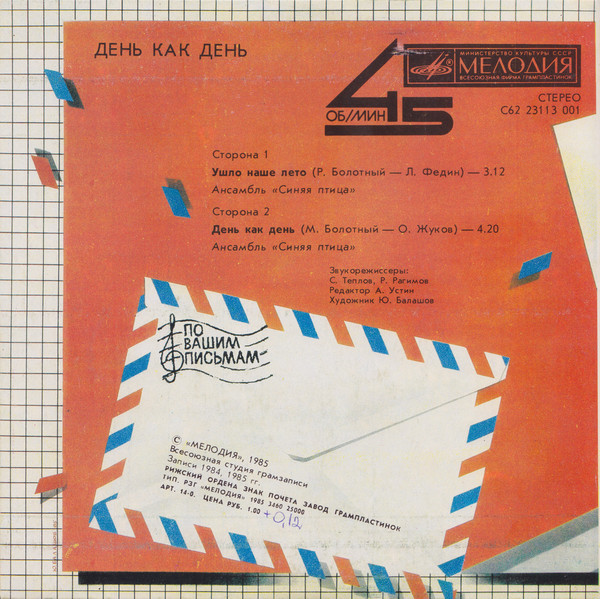 ДЕНЬ КАК ДЕНЬ
МИНИСТЕРСТВО КУЛЬТУРЫ СССР
МЕЛОДИЯ
ВСЕСОЮЗНАЯ ФИРМА ГРАМПЛАСТИНОК
45
ОБ/МИН
СТЕРЕО
С62 23113 001
Сторона 1
Ушло наше лето (Р. Болотный — Л. Федин) — 3.12
Ансамбль «Синяя птица»
Сторона 2
День как день (М. Болотный — О. Жуков) — 4.20
Ансамбль «Синяя птица»
Звукорежиссеры:
С. Теплов, Р. Рагимов
Редактор А. Устин
Художник Ю. Балашов
ПО
ВАШИМ
ПИСЬМАМ
© «МЕЛОДИЯ», 1985
Всесоюзная студия грамзаписи
Записи 1984, 1985 гг.
РИЖСКИЙ ОРДЕНА ЗНАК ПОЧЕТА ЗАВОД ГРАМПЛАСТИНОК
ТИП. РЗГ «МЕЛОДИЯ» 1985 3460 25000
АРТ. 14-0. ЦЕНА РУБ. 1.00 +0,12